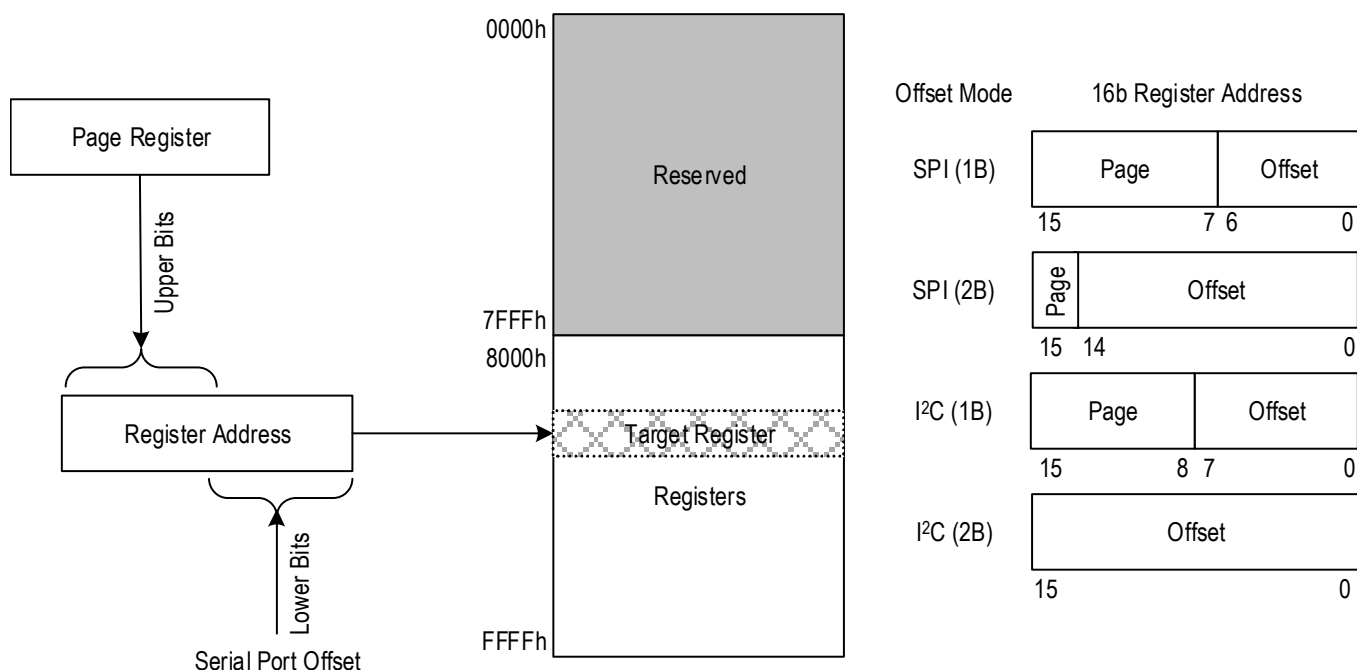 0000h
Page Register
Upper Bits
Reserved
7FFFh
8000h
Register Address
Target Register
Registers
Lower Bits
Serial Port Offset
FFFFh
Offset Mode 16b Register Address
SPI (1B) Page Offset
15 7 6 0
SPI (2B) Page Offset
15 14 0
I²C (1B) Page Offset
15 8 7 0
I²C (2B) Offset
15 0